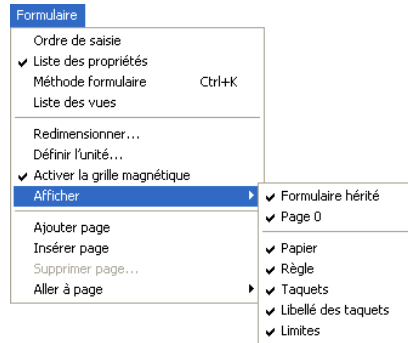 Formulaire
Ordre de saisie
Liste des propriétés
Méthode formulaire Ctrl+K
Liste des vues
Redimensionner...
Définir l'unité...
Activer la grille magnétique
Afficher
Formulaire hérité
Page 0
Papier
Règle
Taquets
Libellé des taquets
Limites
Ajouter page
Insérer page
Supprimer page...
Aller à page